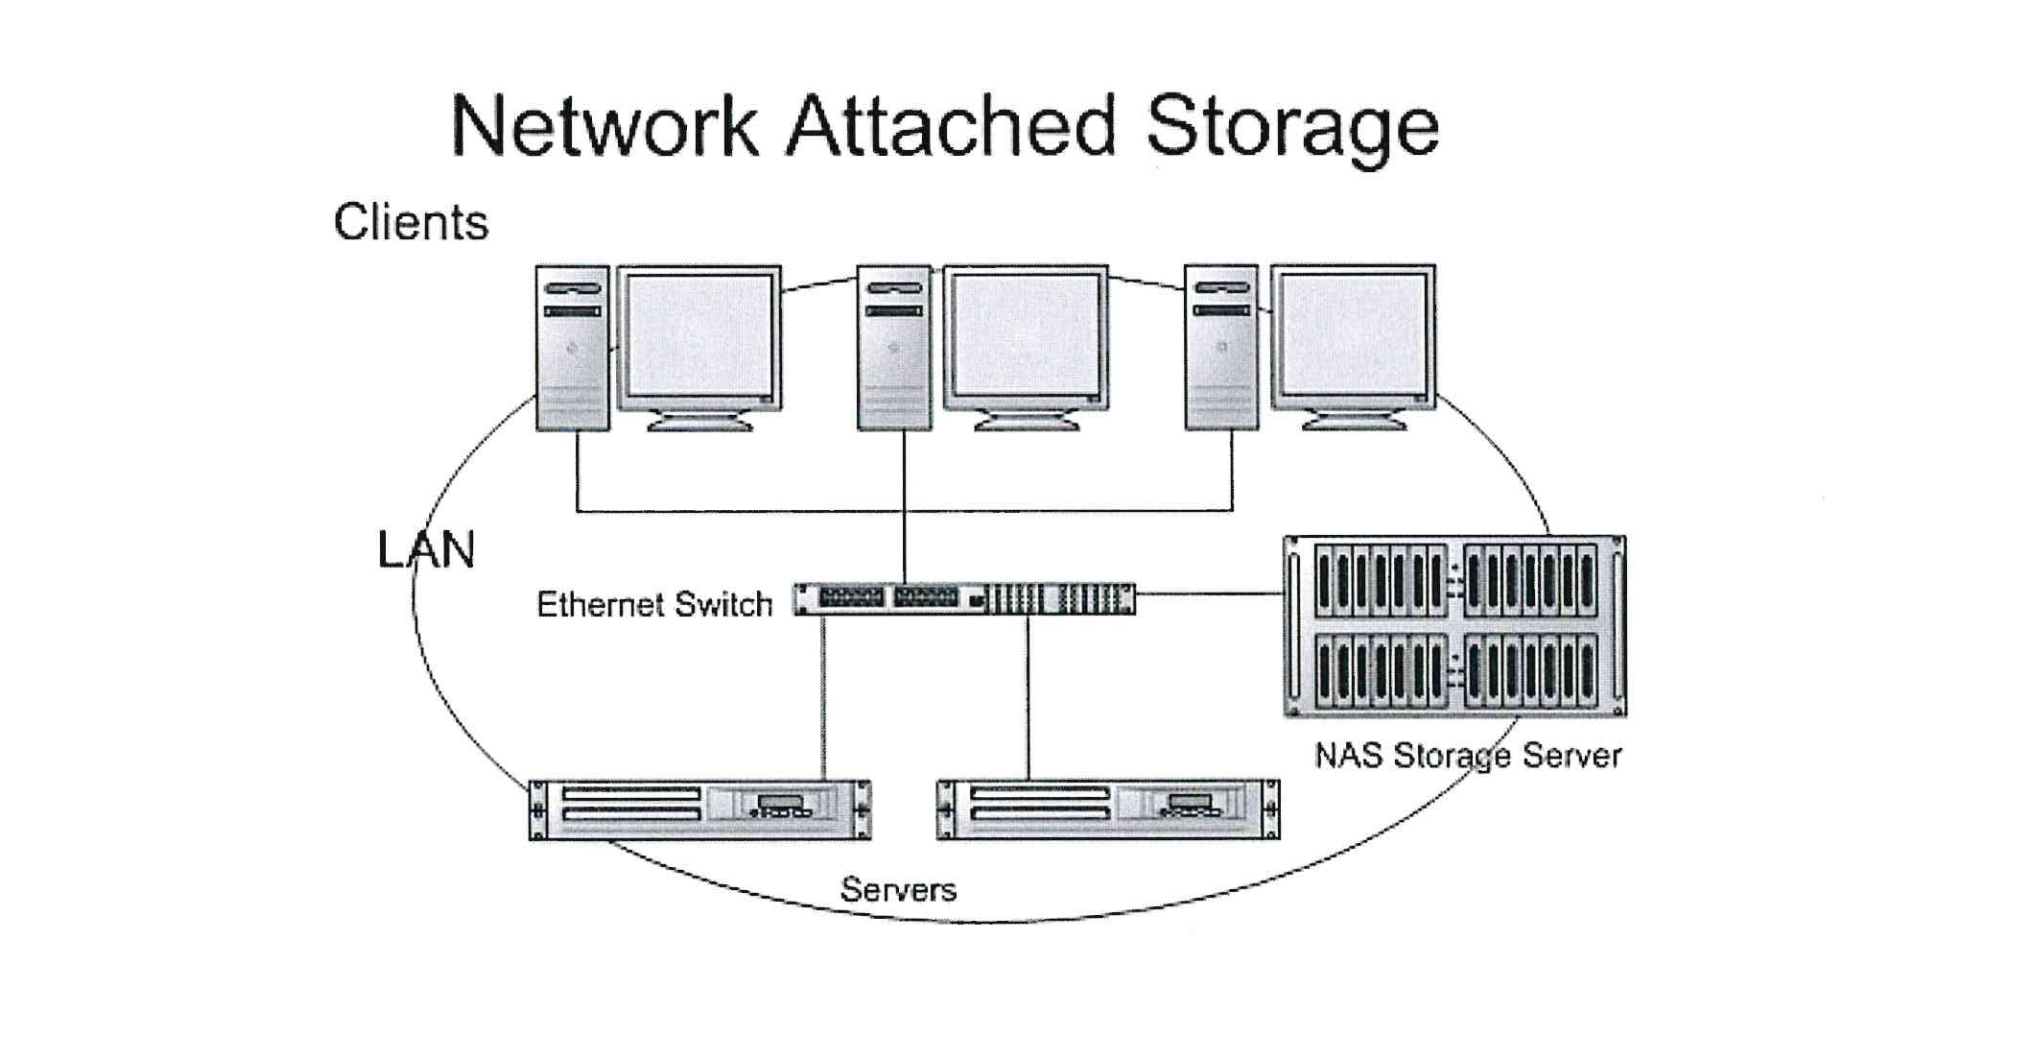 Network Attached Storage
Clients
LAN
Ethernet Switch
NAS Storage Server
Servers